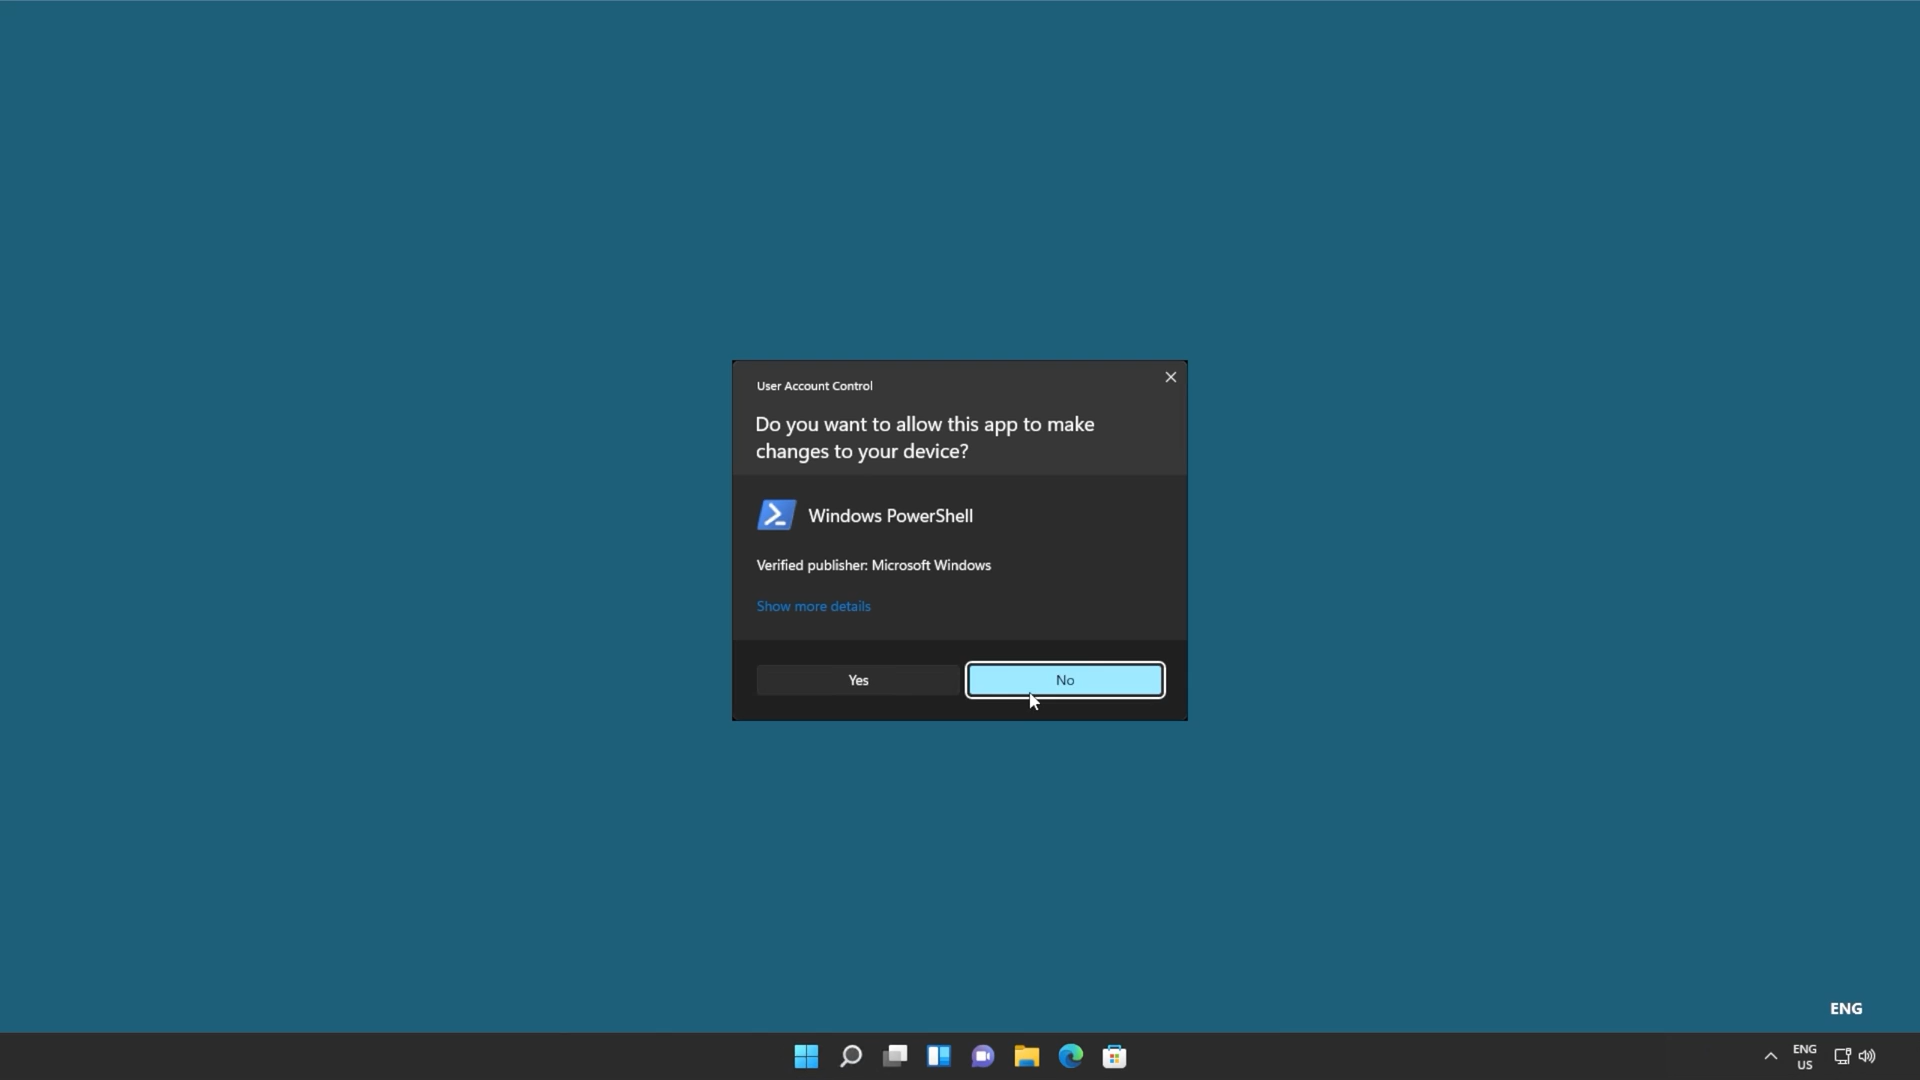 User Account Control
Do you want to allow this app to make
changes to your device?
Windows PowerShell
Verified publisher: Microsoft Windows
Show more details
Yes
No
ENG
ENG
US